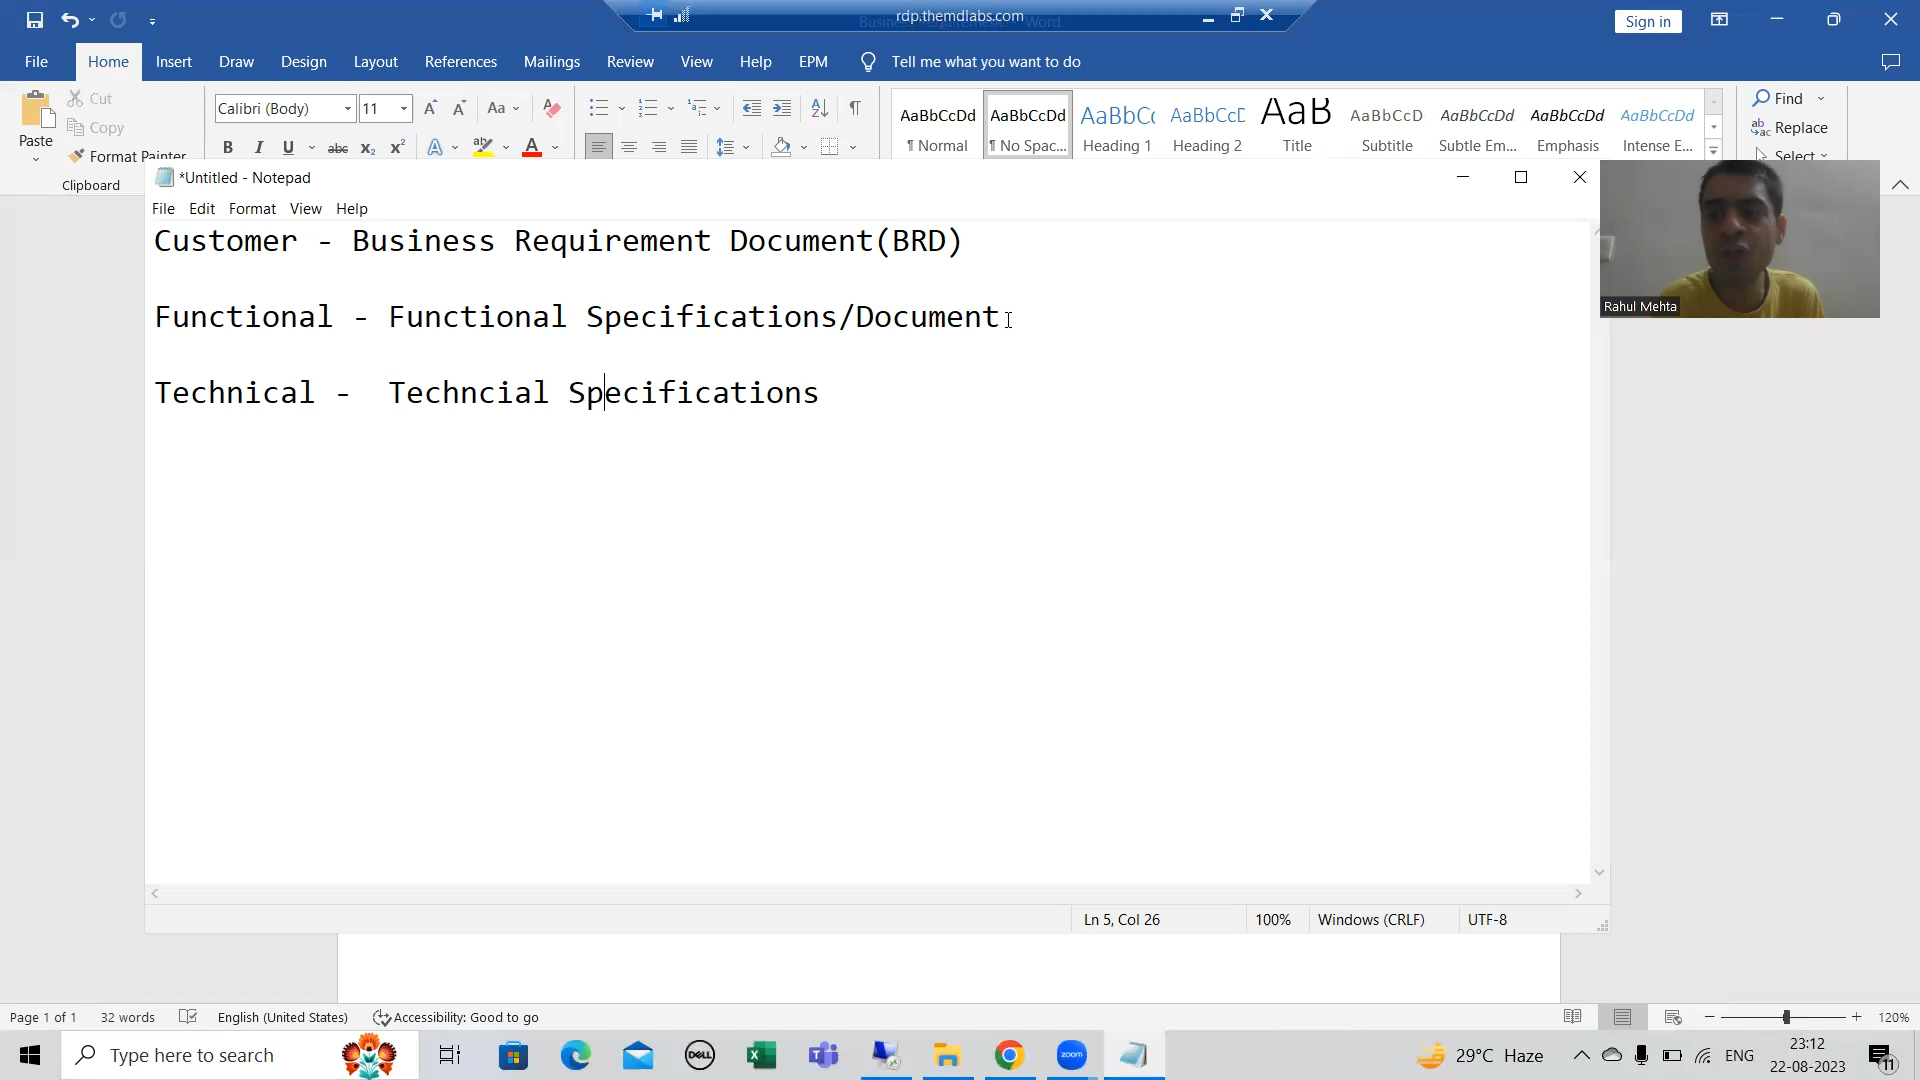 rdp.themdlabs.com
Sign in
File Home Insert Draw Design Layout References Mailings Review View Help EPM Tell me what you want to do
Cut
Copy
Paste
Format Painter
Clipboard
Calibri (Body) 11
AaBbCcDd AaBbCcDd AaBbCc AaBbCcD AaB AaBbCcD AaBbCcDd AaBbCcDd AaBbCcDd
¶ Normal ¶ No Spac... Heading 1 Heading 2 Title Subtitle Subtle Em... Emphasis Intense E...
Find
Replace
Select
*Untitled - Notepad
File Edit Format View Help
Customer - Business Requirement Document(BRD)
Functional - Functional Specifications/Document
Technical -  Techncial Specifications
Rahul Mehta
Ln 5, Col 26 100% Windows (CRLF) UTF-8
Page 1 of 1 32 words English (United States) Accessibility: Good to go 120%
Type here to search
DELL
zoom
29°C Haze
ENG
23:12
22-08-2023
11